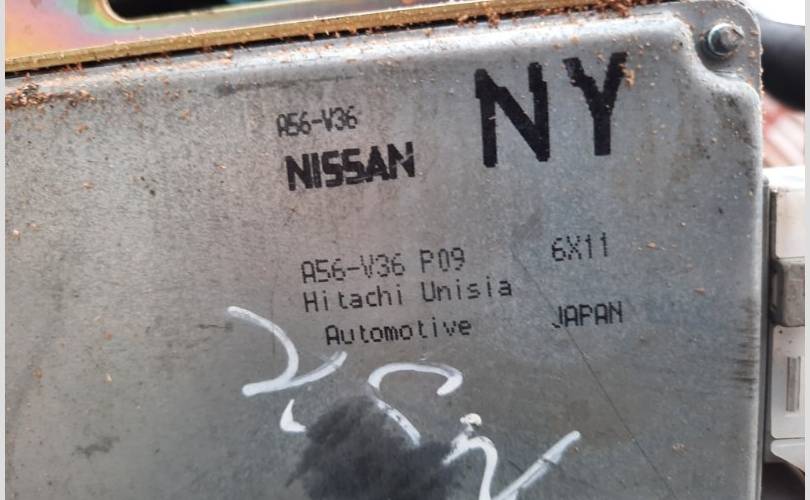 A56-V36
NY
NISSAN
A56-V36 P09 6X11
Hitachi Unisia
Automotive JAPAN